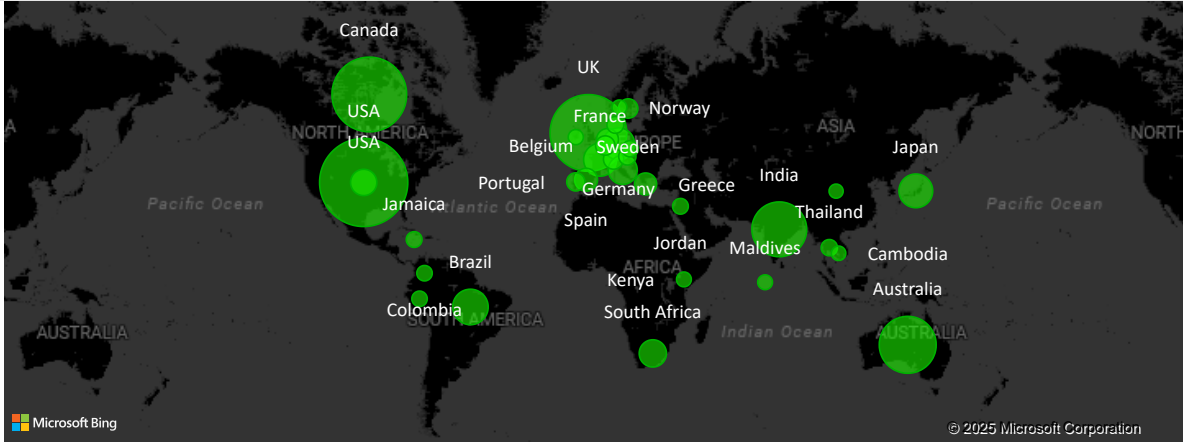 Canada
UK
USA
NORTH AMERICA
France
Norway
EUROPE
ASIA
NORTH
A
USA
Belgium
Sweden
Japan
Portugal
Germany
Greece
India
Jamaica
Pacific Ocean
Atlantic Ocean
Thailand
Pacific Ocean
Spain
Jordan
Maldives
Cambodia
Brazil
AFRICA
Kenya
Australia
Colombia
SOUTH AMERICA
South Africa
AUSTRALIA
Indian Ocean
AUSTRALIA
Microsoft Bing
© 2025 Microsoft Corporation